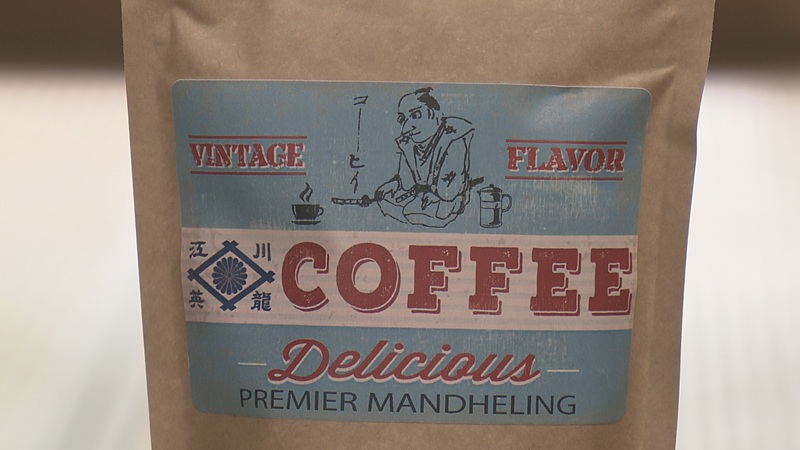 コーヒイ
VINTAGE
FLAVOR
江川
英龍
COFFEE
Delicious
PREMIER MANDHELING